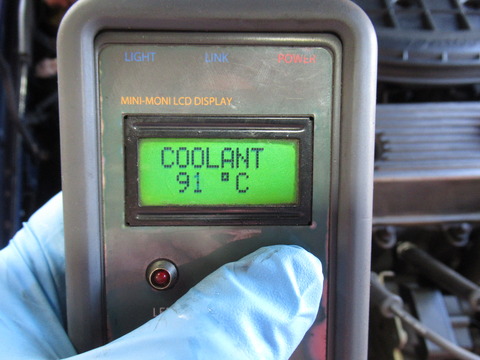 LIGHT LINK POWER
MINI-MONI LCD DISPLAY
COOLANT
91 °C